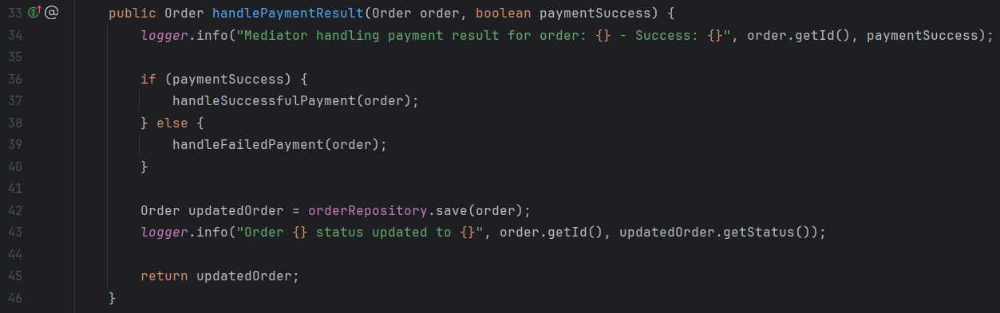 33 @ public Order handlePaymentResult(Order order, boolean paymentSuccess) {
34 logger.info("Mediator handling payment result for order: {} - Success: {}", order.getId(), paymentSuccess);
35
36 if (paymentSuccess) {
37 handleSuccessfulPayment(order);
38 } else {
39 handleFailedPayment(order);
40 }
41
42 Order updatedOrder = orderRepository.save(order);
43 logger.info("Order {} status updated to {}", order.getId(), updatedOrder.getStatus());
44
45 return updatedOrder;
46 }